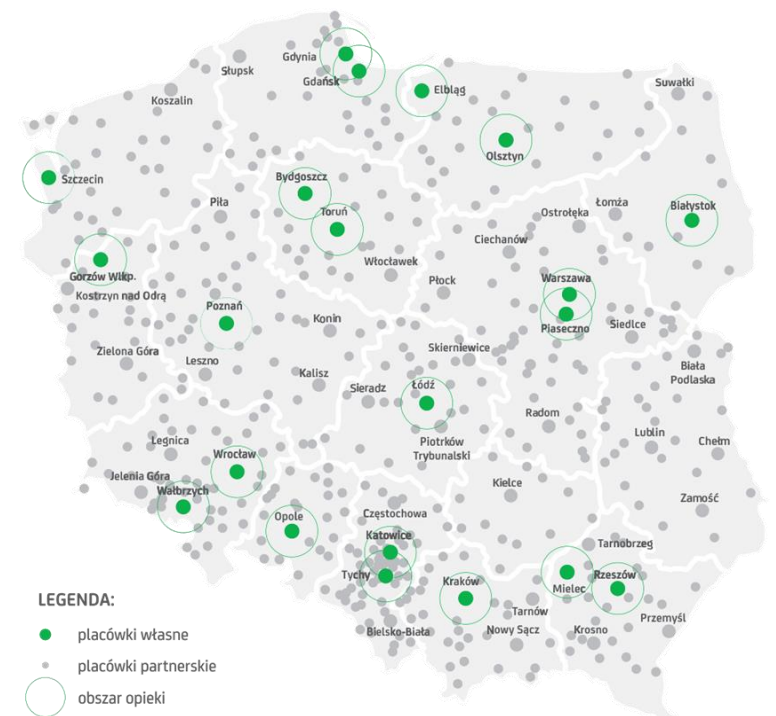 Gdynia
Słupsk
Gdańsk
Koszalin
Elbląg
Suwałki
Olsztyn
Szczecin
Bydgoszcz
Piła
Toruń
Łomża
Białystok
Ostrołęka
Ciechanów
Włocławek
Gorzów Wlkp.
Płock
Warszawa
Kostrzyn nad Odrą
Poznań
Konin
Piaseczno
Siedlce
Zielona Góra
Leszno
Skierniewice
Kalisz
Sieradz
Łódź
Biała
Podlaska
Radom
Legnica
Piotrków
Trybunalski
Lublin
Chełm
Wrocław
Jelenia Góra
Wałbrzych
Kielce
Zamość
Opole
Częstochowa
Katowice
Tarnobrzeg
Tychy
Kraków
Mielec
Rzeszów
Tarnów
Przemyśl
Bielsko-Biała
Nowy Sącz
Krosno
LEGENDA:
placówki własne
placówki partnerskie
obszar opieki